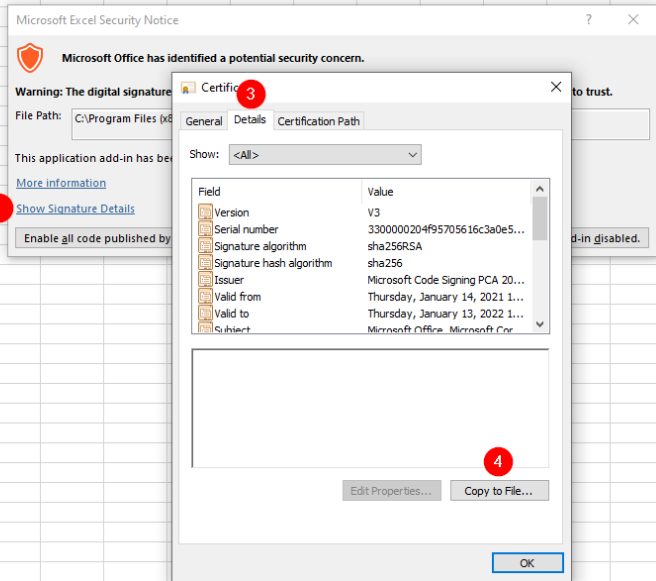 Microsoft Excel Security Notice
Microsoft Office has identified a potential security concern.
Warning: The digital signature
to trust.
File Path:
C:\Program Files (x8
This application add-in has bee
More information
Show Signature Details
Enable all code published by
d-in disabled.
3
General Details Certification Path
Show: <All>
Field Value
Version V3
Serial number 3300000204f95705616c3a0e5...
Signature algorithm sha256RSA
Signature hash algorithm sha256
Issuer Microsoft Code Signing PCA 20...
Valid from Thursday, January 14, 2021 1...
Valid to Thursday, January 13, 2022 1...
Subject Microsoft Office, Microsoft Cor
4
Edit Properties... Copy to File...
OK